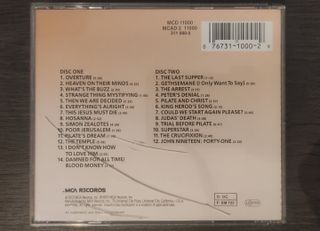 MCD 11000
MCAD 2 11000
8 76731-1000-2 9
DISC ONE
1. OVERTURE
2. HEAVEN ON THEIR MINDS
3. WHAT'S THE BUZZ
4. STRANGE THING MYSTIFYING
5. THEN WE ARE DECIDED
6. EVERYTHING'S ALRIGHT
7. THIS JESUS MUST DIE
8. HOSANNA
9. SIMON ZEALOTES
10. POOR JERUSALEM
11. PILATE'S DREAM
12. THE TEMPLE
13. I DON'T KNOW HOW
TO LOVE HIM
14. DAMNED FOR ALL TIME/
BLOOD MONEY
DISC TWO
1. THE LAST SUPPER
2. GETHSEMANE (I Only Want To Say)
3. THE ARREST
4. PETER'S DENIAL
5. PILATE AND CHRIST
6. KING HEROD'S SONG
7. COULD WE START AGAIN PLEASE?
8. JUDAS' DEATH
9. TRIAL BEFORE PILATE
10. SUPERSTAR
11. THE CRUCIFIXION
12. JOHN NINETEEN: FORTY-ONE
MCA RECORDS